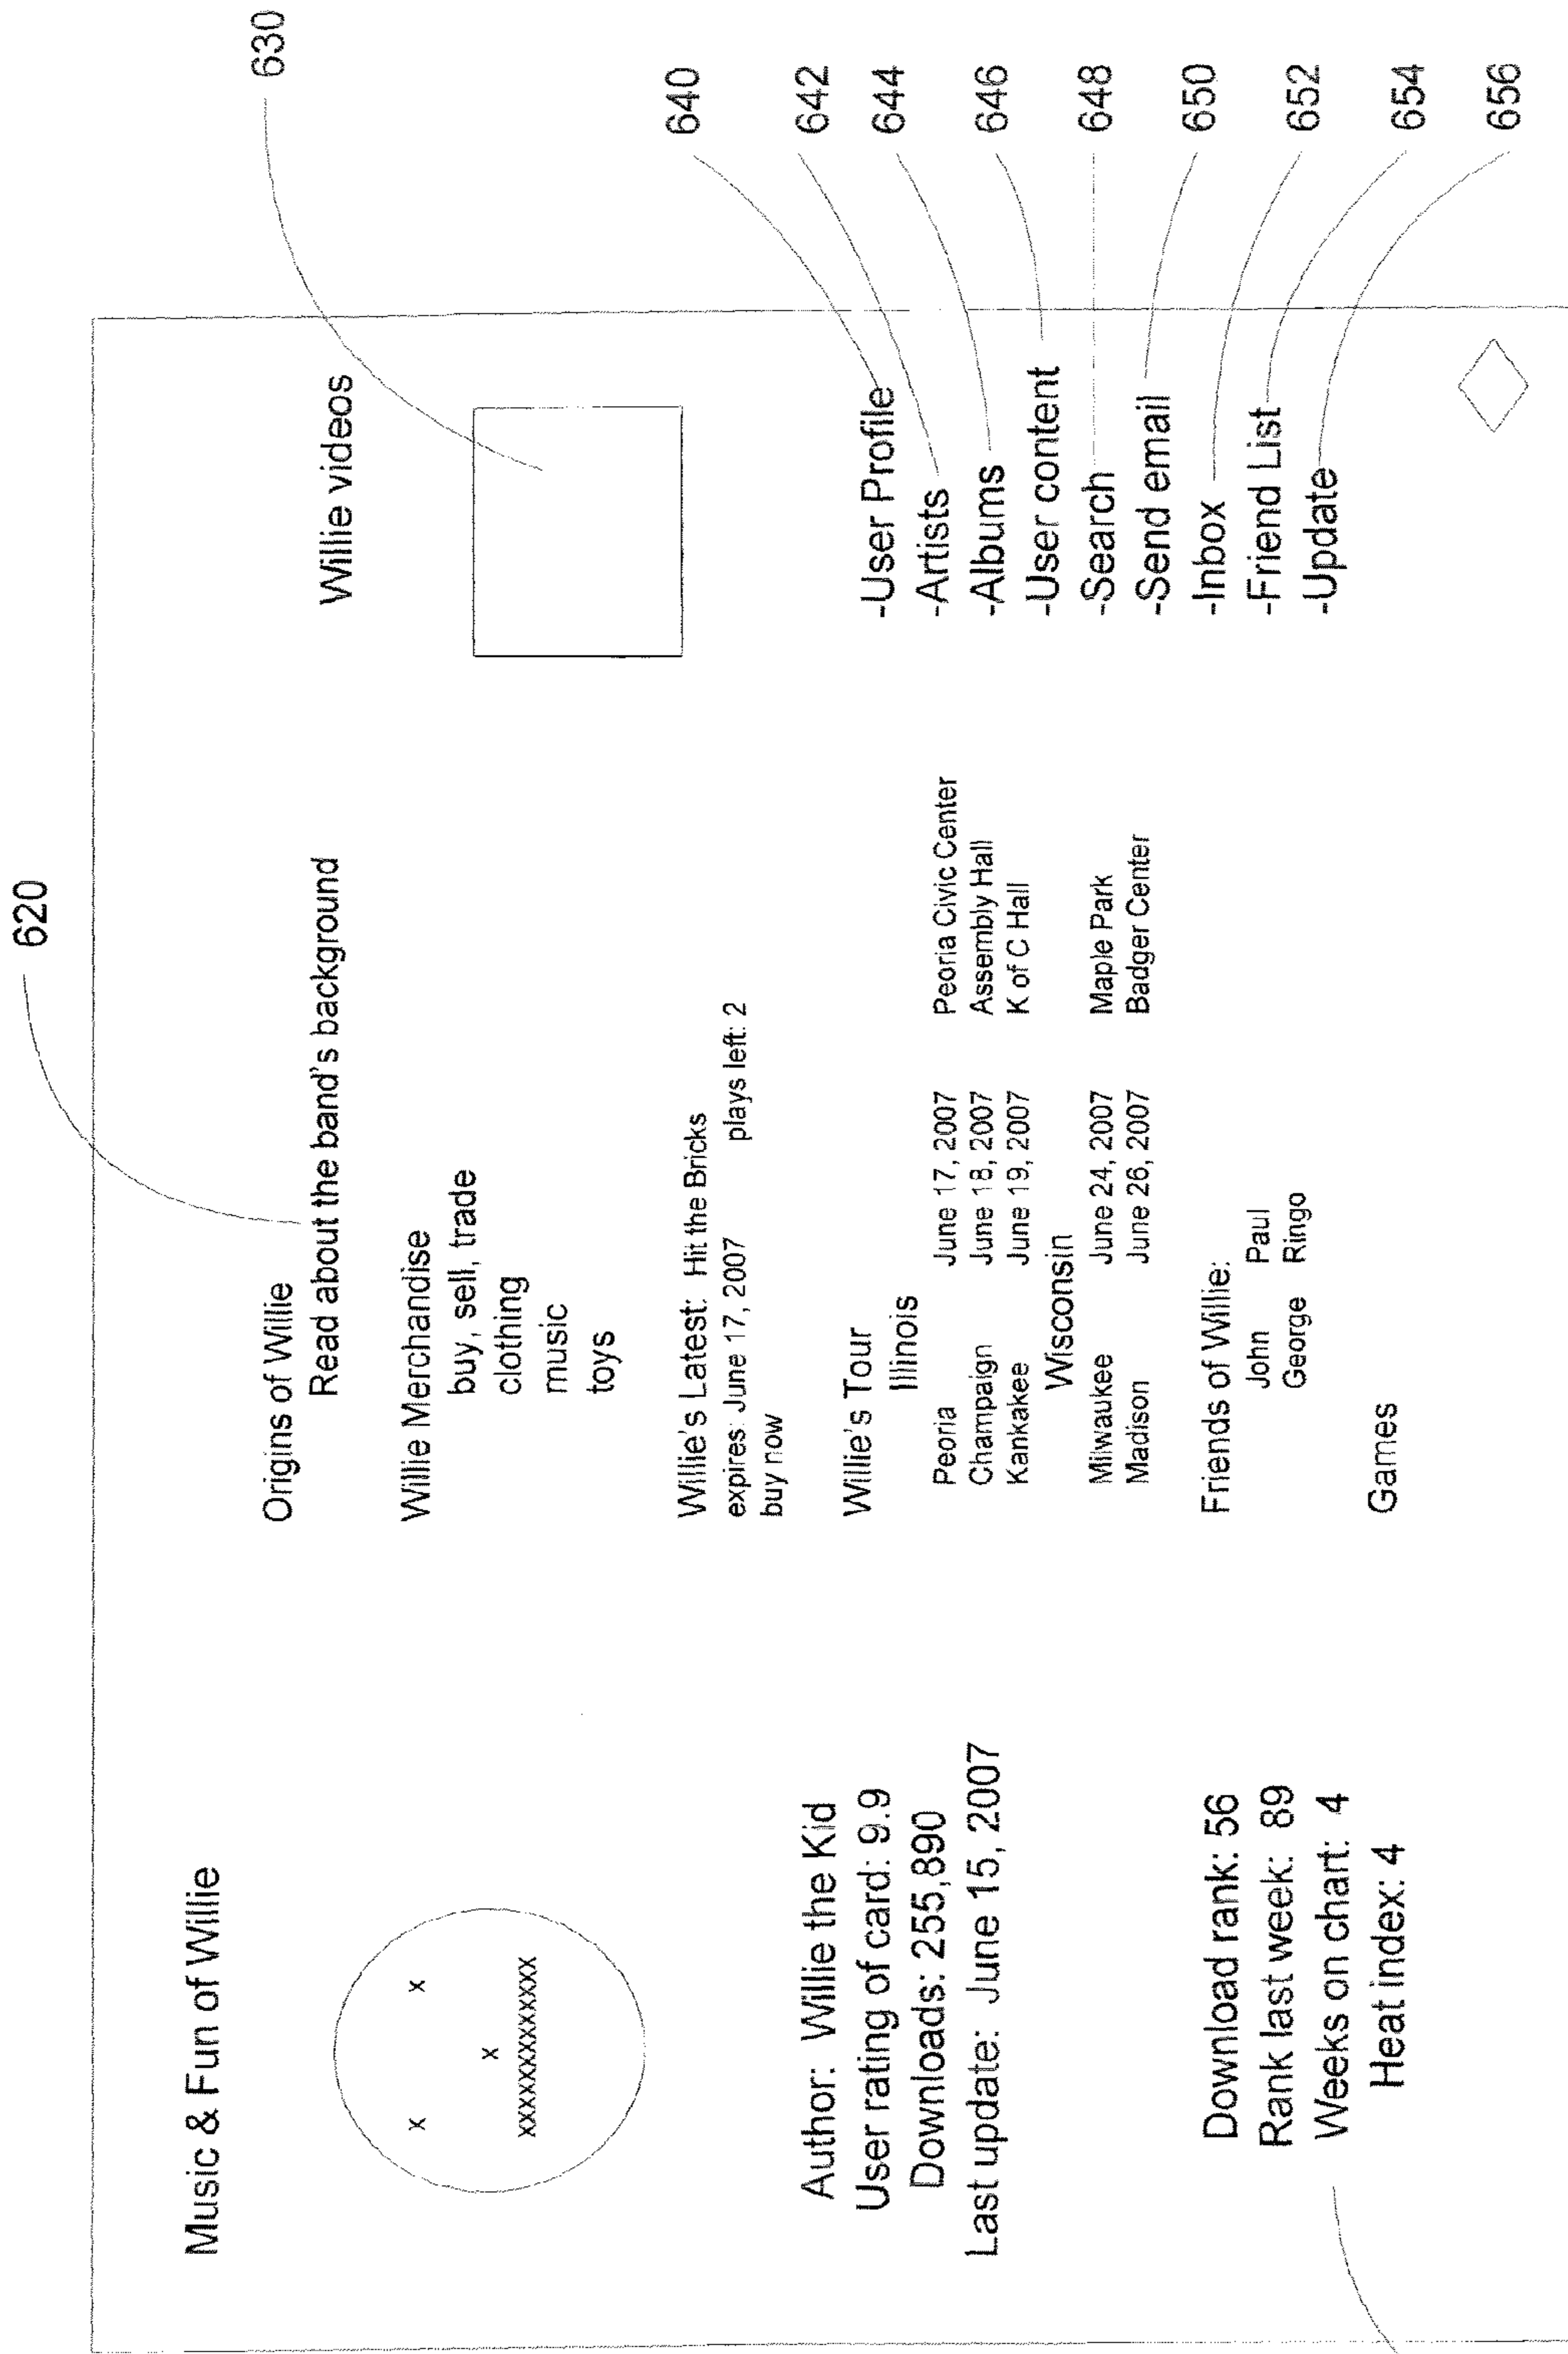 620
630
Music & Fun of Willie
x x
x
xxxxxxxxxxxxxx
Author: Willie the Kid
User rating of card: 9.9
Downloads: 255,890
Last update: June 15, 2007
Download rank: 56
Rank last week: 89
Weeks on chart: 4
Heat index: 4
Origins of Willie
Read about the band's background
Willie Merchandise
buy, sell, trade
clothing
music
toys
Willie's Latest: Hit the Bricks
expires: June 17, 2007 plays left: 2
buy now
Willie's Tour
Illinois
Peoria June 17, 2007 Peoria Civic Center
Champaign June 18, 2007 Assembly Hall
Kankakee June 19, 2007 K of C Hall
Wisconsin
Milwaukee June 24, 2007 Maple Park
Madison June 26, 2007 Badger Center
Friends of Willie:
John Paul
George Ringo
Games
Willie videos
-User Profile 640
-Artists 642
-Albums 644
-User content 646
-Search 648
-Send email 650
-Inbox 652
-Friend List 654
-Update 656